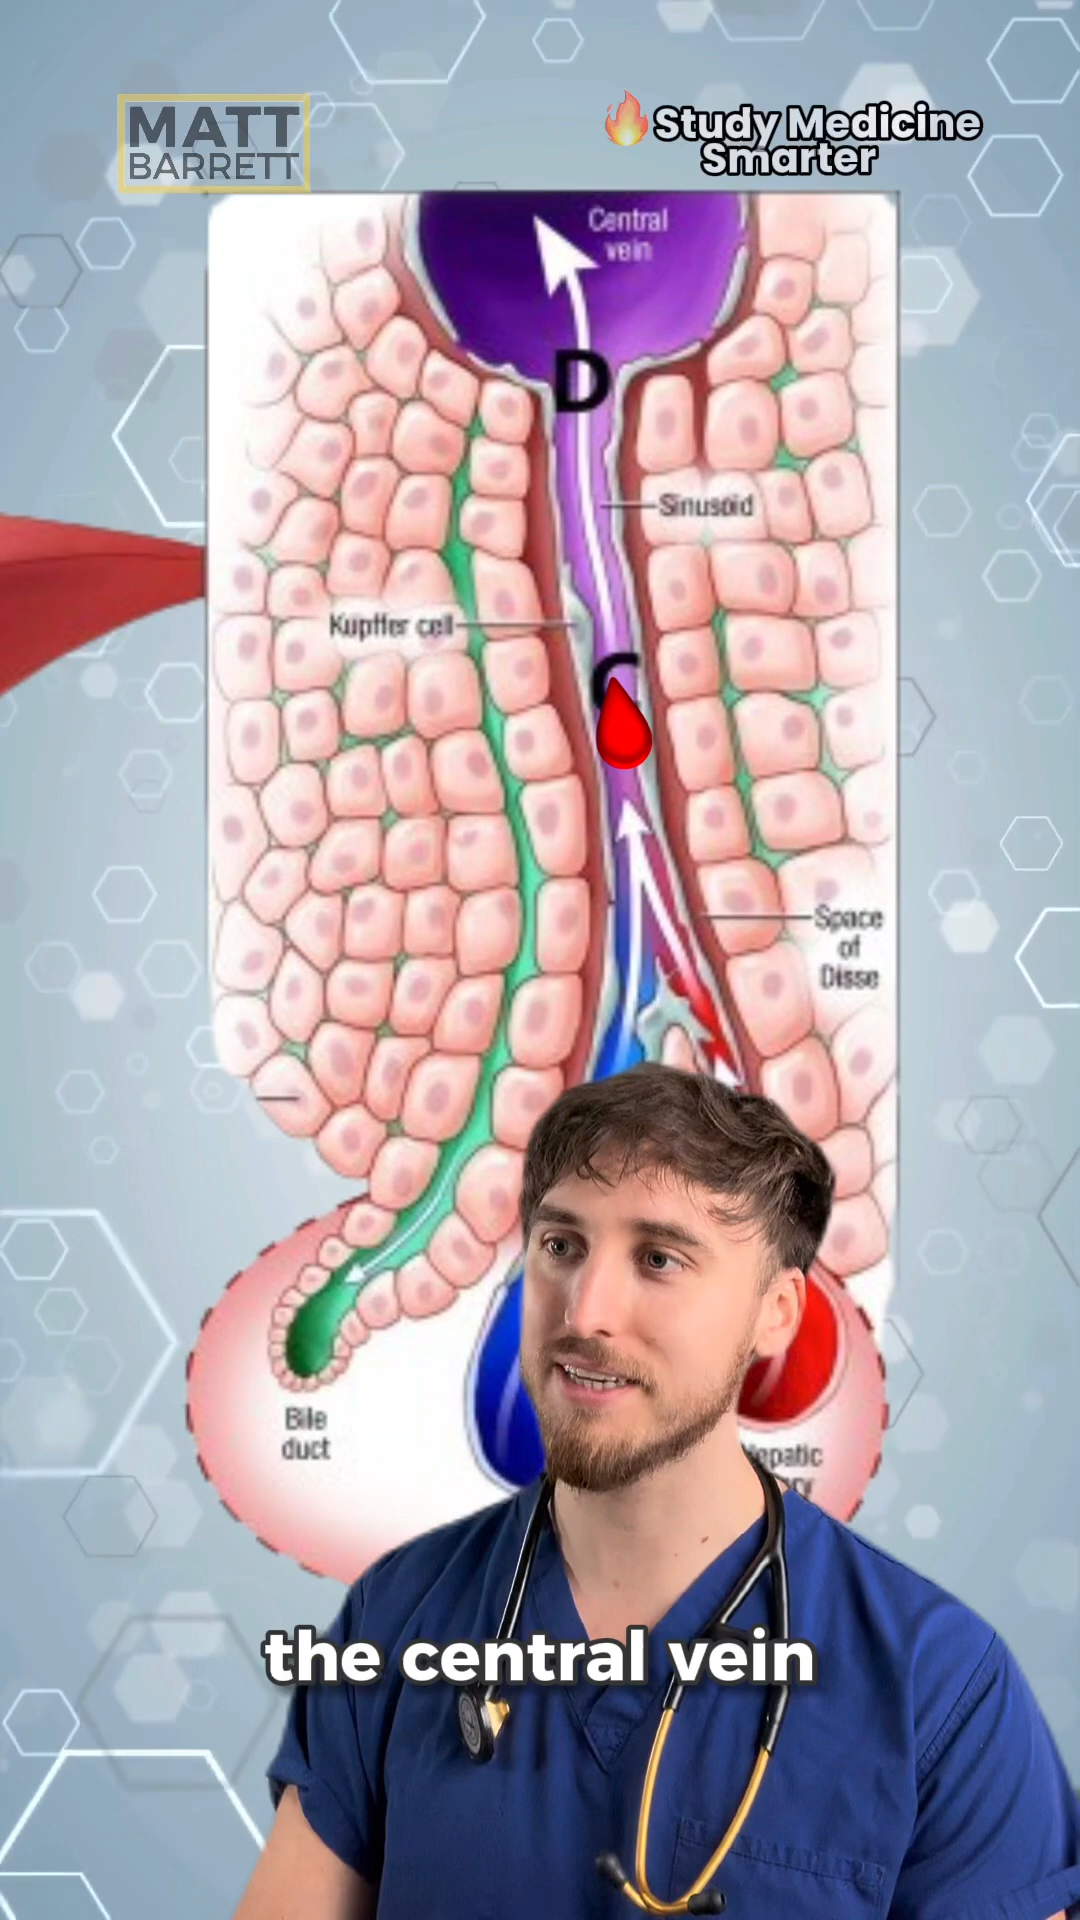 MATT
BARRETT
Study Medicine
Smarter
Central
vein
D
Sinusoid
Kupffer cell
C
Space
of
Disse
Bile
duct
the central vein